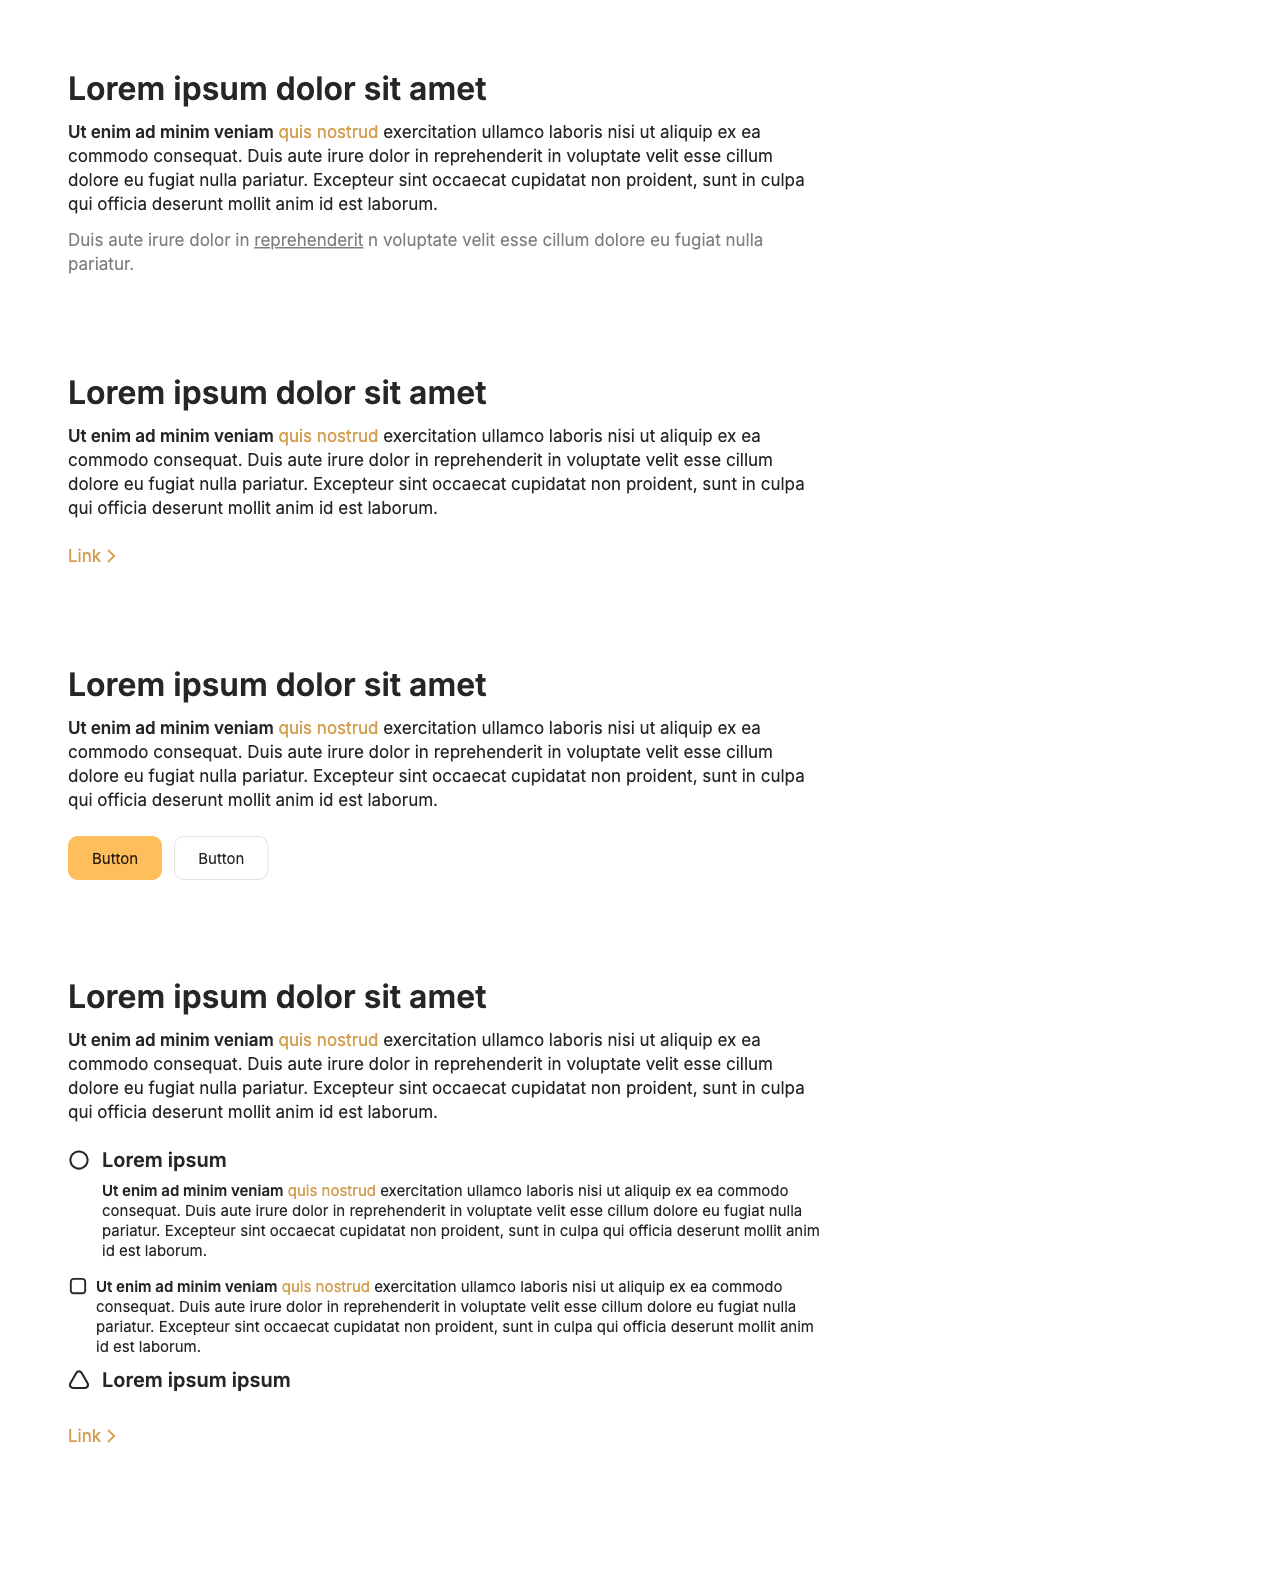 Lorem ipsum dolor sit amet
Ut enim ad minim veniam quis nostrud exercitation ullamco laboris nisi ut aliquip ex ea
commodo consequat. Duis aute irure dolor in reprehenderit in voluptate velit esse cillum
dolore eu fugiat nulla pariatur. Excepteur sint occaecat cupidatat non proident, sunt in culpa
qui officia deserunt mollit anim id est laborum.
Duis aute irure dolor in reprehenderit n voluptate velit esse cillum dolore eu fugiat nulla
pariatur.
Lorem ipsum dolor sit amet
Ut enim ad minim veniam quis nostrud exercitation ullamco laboris nisi ut aliquip ex ea
commodo consequat. Duis aute irure dolor in reprehenderit in voluptate velit esse cillum
dolore eu fugiat nulla pariatur. Excepteur sint occaecat cupidatat non proident, sunt in culpa
qui officia deserunt mollit anim id est laborum.
Link
Lorem ipsum dolor sit amet
Ut enim ad minim veniam quis nostrud exercitation ullamco laboris nisi ut aliquip ex ea
commodo consequat. Duis aute irure dolor in reprehenderit in voluptate velit esse cillum
dolore eu fugiat nulla pariatur. Excepteur sint occaecat cupidatat non proident, sunt in culpa
qui officia deserunt mollit anim id est laborum.
Button Button
Lorem ipsum dolor sit amet
Ut enim ad minim veniam quis nostrud exercitation ullamco laboris nisi ut aliquip ex ea
commodo consequat. Duis aute irure dolor in reprehenderit in voluptate velit esse cillum
dolore eu fugiat nulla pariatur. Excepteur sint occaecat cupidatat non proident, sunt in culpa
qui officia deserunt mollit anim id est laborum.
Lorem ipsum
Ut enim ad minim veniam quis nostrud exercitation ullamco laboris nisi ut aliquip ex ea commodo
consequat. Duis aute irure dolor in reprehenderit in voluptate velit esse cillum dolore eu fugiat nulla
pariatur. Excepteur sint occaecat cupidatat non proident, sunt in culpa qui officia deserunt mollit anim
id est laborum.
Ut enim ad minim veniam quis nostrud exercitation ullamco laboris nisi ut aliquip ex ea commodo
consequat. Duis aute irure dolor in reprehenderit in voluptate velit esse cillum dolore eu fugiat nulla
pariatur. Excepteur sint occaecat cupidatat non proident, sunt in culpa qui officia deserunt mollit anim
id est laborum.
Lorem ipsum ipsum
Link